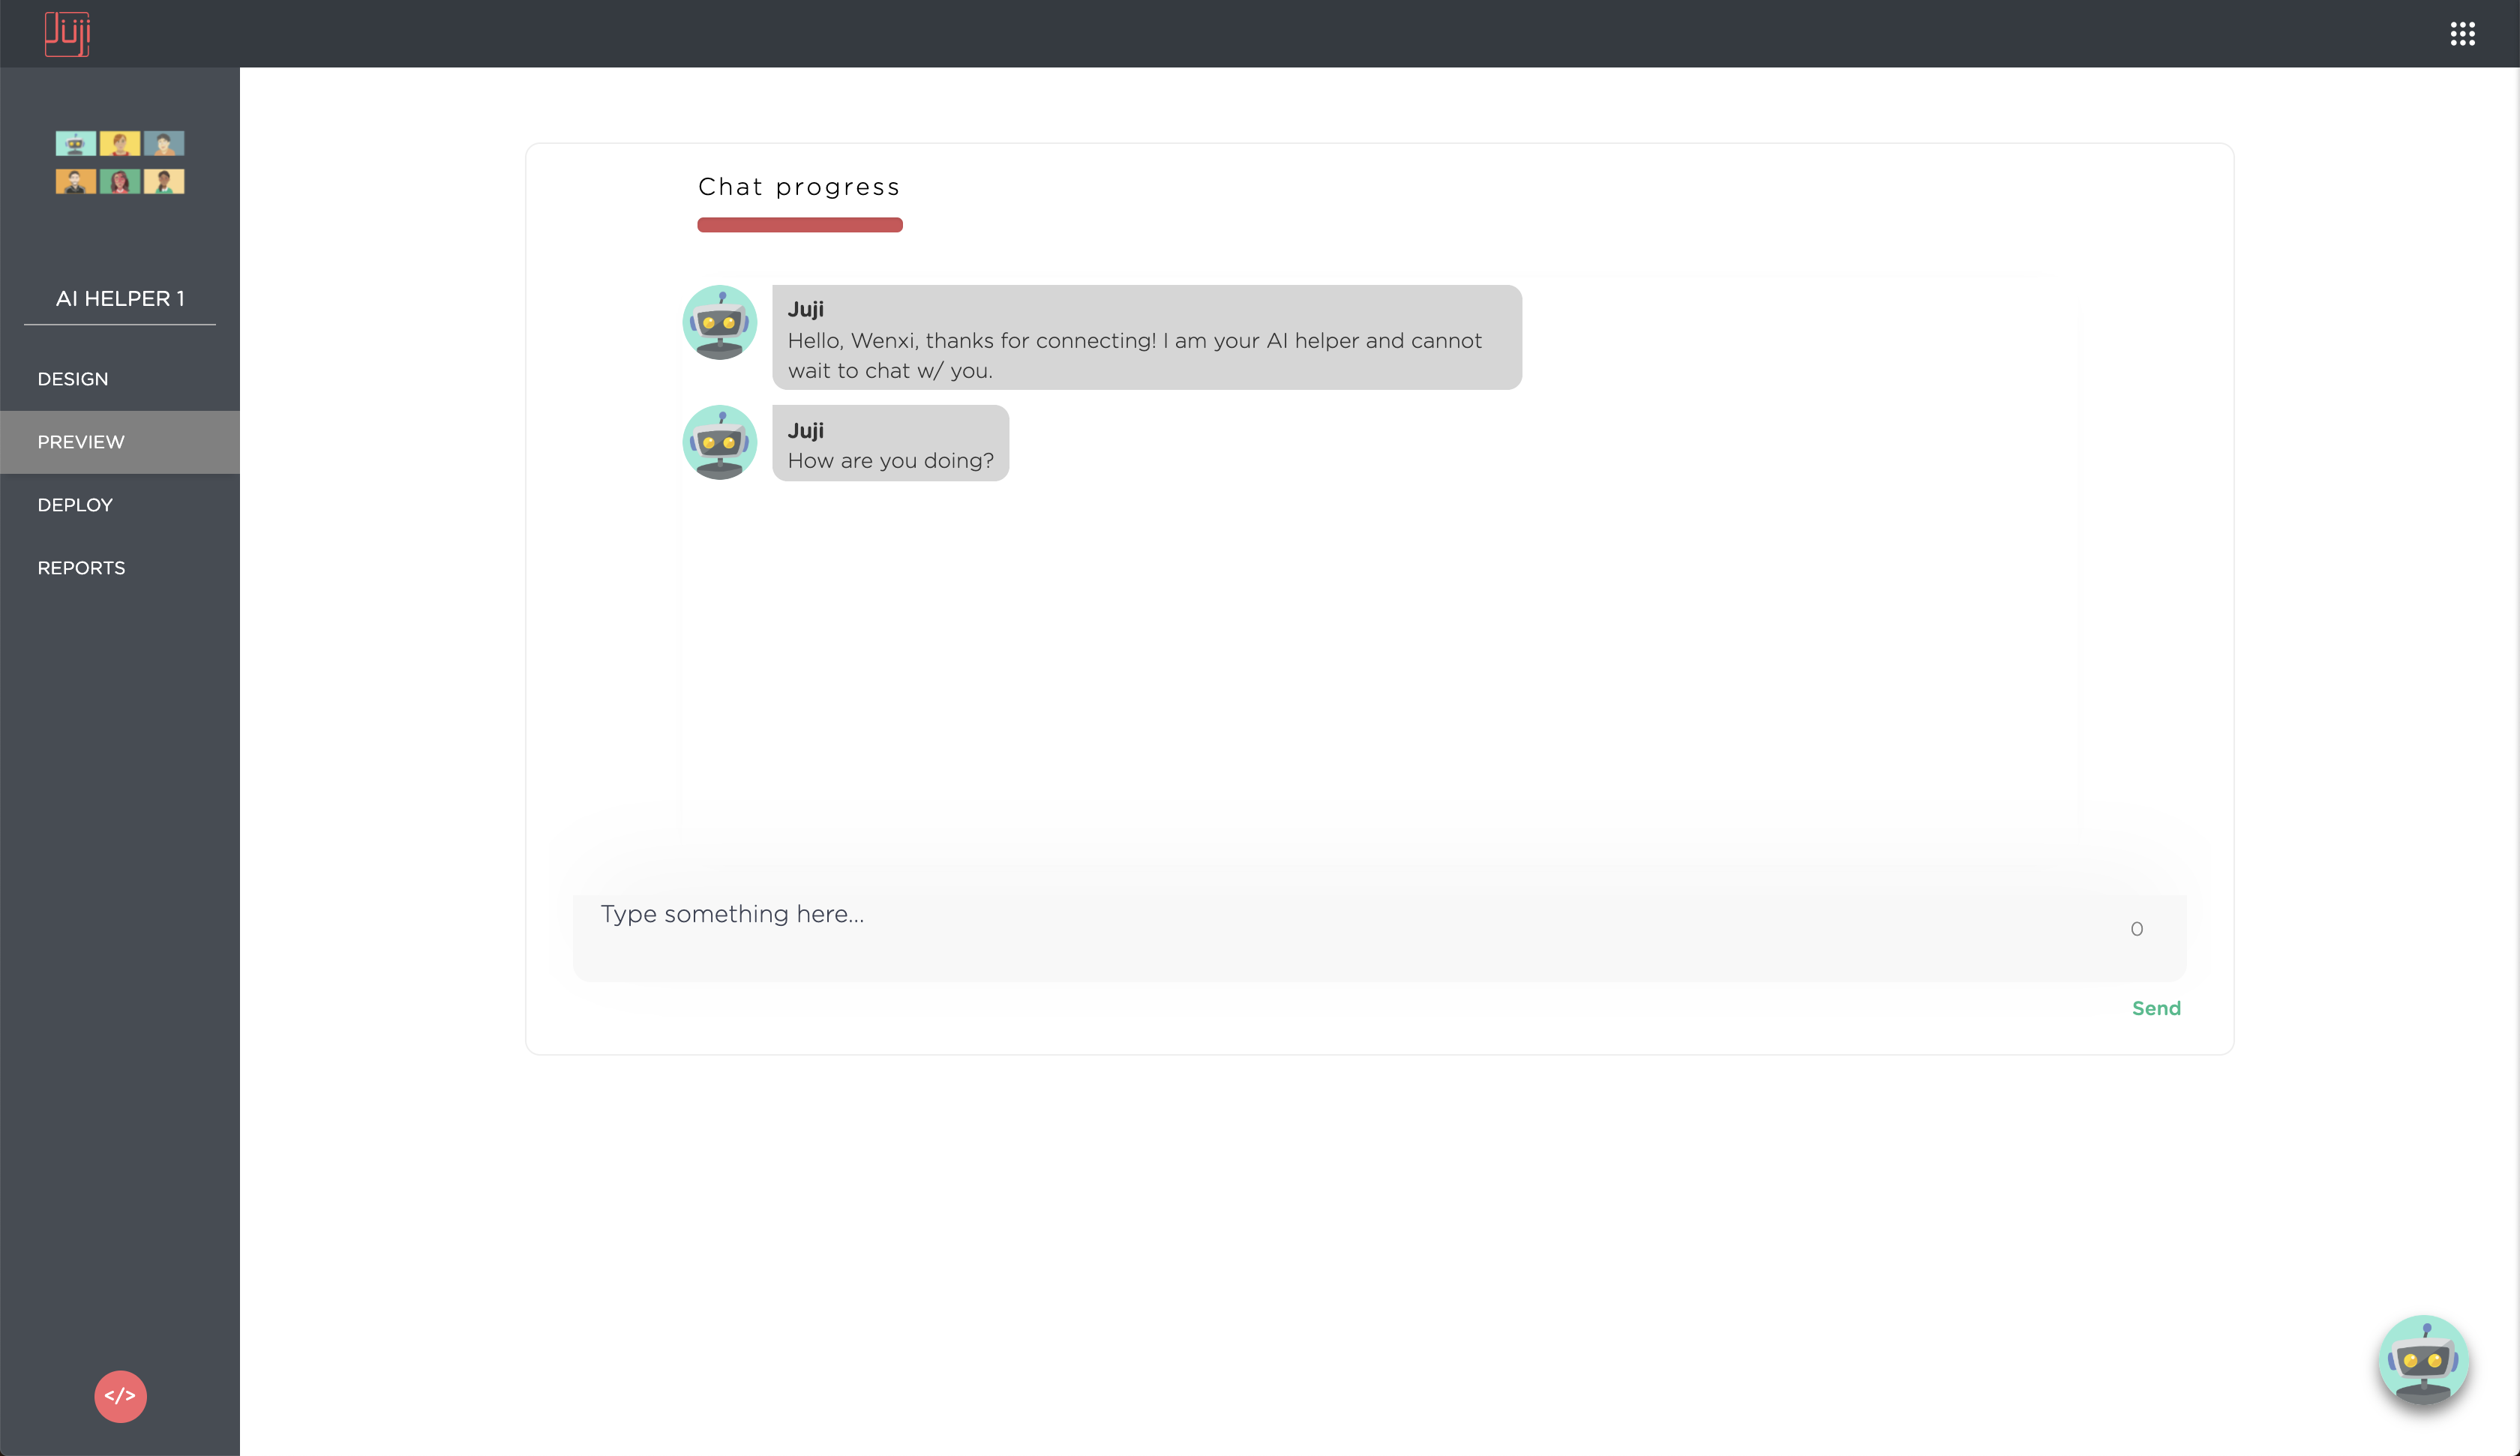 Juji
AI HELPER 1
DESIGN
PREVIEW
DEPLOY
REPORTS
</>
Chat progress
Juji
Hello, Wenxi, thanks for connecting! I am your AI helper and cannot
wait to chat w/ you.
Juji
How are you doing?
Type something here...
0
Send